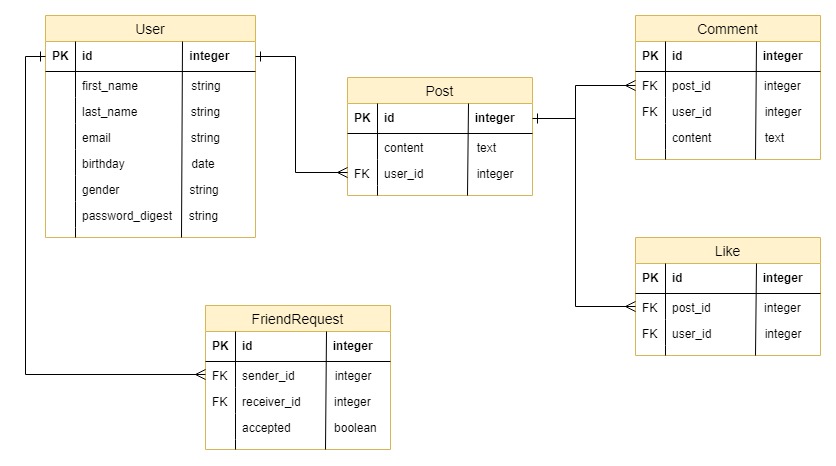 User
PK id integer
first_name string
last_name string
email string
birthday date
gender string
password_digest string
Post
PK id integer
content text
FK user_id integer
Comment
PK id integer
FK post_id integer
FK user_id integer
content text
Like
PK id integer
FK post_id integer
FK user_id integer
FriendRequest
PK id integer
FK sender_id integer
FK receiver_id integer
accepted boolean